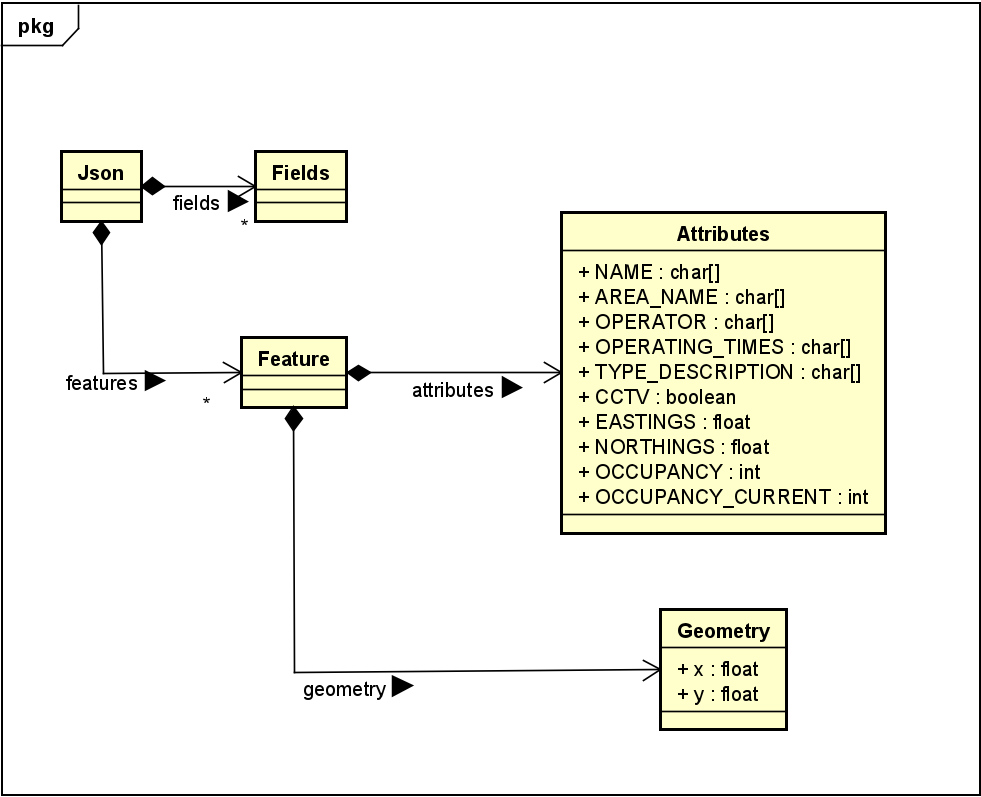 pkg
Json
Fields
fields
*
Attributes
+ NAME : char[]
+ AREA_NAME : char[]
+ OPERATOR : char[]
+ OPERATING_TIMES : char[]
+ TYPE_DESCRIPTION : char[]
+ CCTV : boolean
+ EASTINGS : float
+ NORTHINGS : float
+ OCCUPANCY : int
+ OCCUPANCY_CURRENT : int
Feature
features
*
attributes
Geometry
+ x : float
+ y : float
geometry